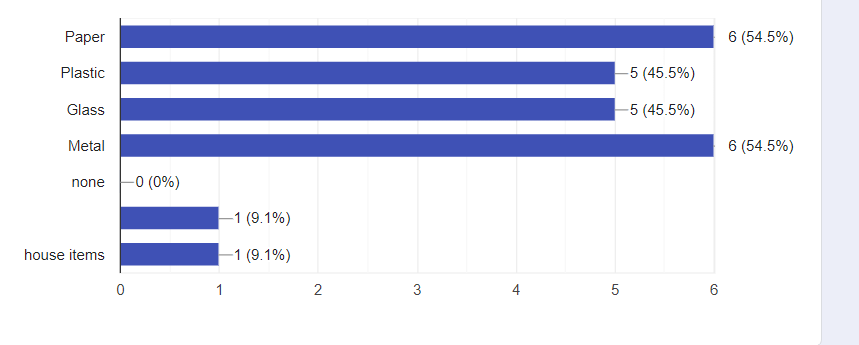 Paper 6 (54.5%)
Plastic 5 (45.5%)
Glass 5 (45.5%)
Metal 6 (54.5%)
none 0 (0%)
1 (9.1%)
house items 1 (9.1%)
0 1 2 3 4 5 6